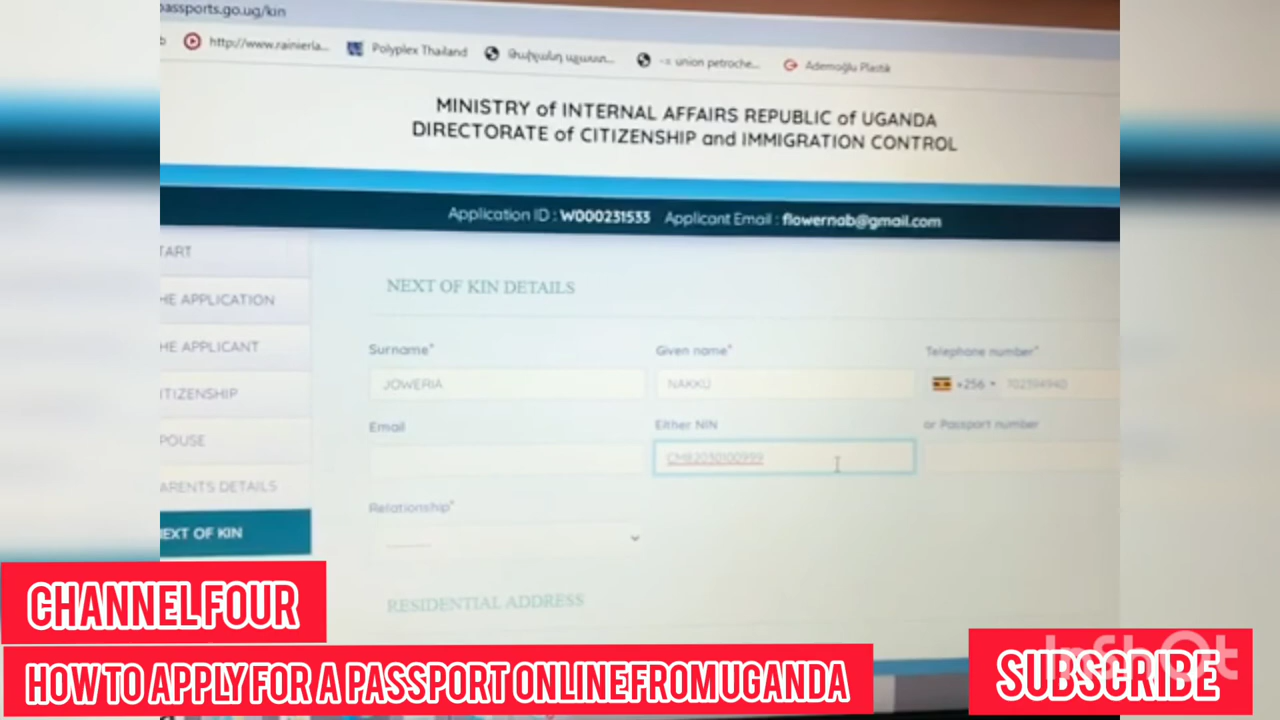 passports.go.ug/kin
http://www.rainierla... Polyplex Thailand union petroche... Ademoğlu Plastik
MINISTRY of INTERNAL AFFAIRS REPUBLIC of UGANDA
DIRECTORATE of CITIZENSHIP and IMMIGRATION CONTROL
Application ID : W000231533 Applicant Email : flowernab@gmail.com
TART
HE APPLICATION
HE APPLICANT
ITIZENSHIP
POUSE
ARENTS DETAILS
EXT OF KIN
NEXT OF KIN DETAILS
Surname* Given name* Telephone number*
JOWERIA NAKKU +256
Email Either NIN or Passport number
Relationship*
RESIDENTIAL ADDRESS
CHANNEL FOUR
HOW TO APPLY FOR A PASSPORT ONLINE FROM UGANDA
InShOt
SUBSCRIBE